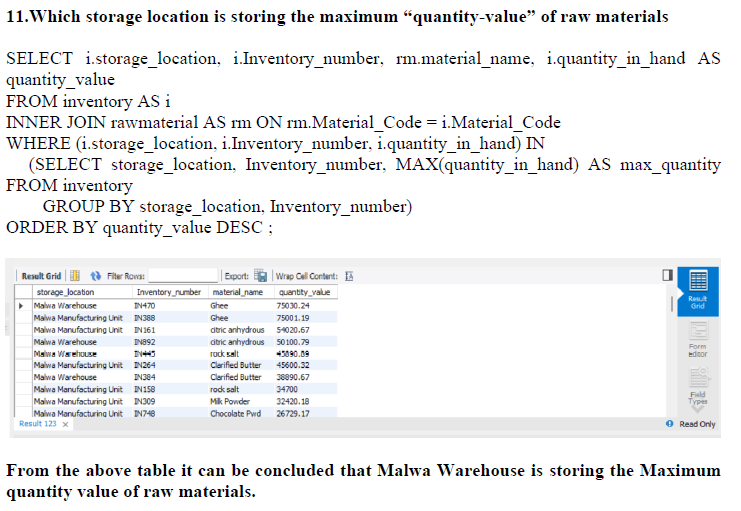 11.Which storage location is storing the maximum “quantity-value” of raw materials
SELECT i.storage_location, i.Inventory_number, rm.material_name, i.quantity_in_hand AS
quantity_value
FROM inventory AS i
INNER JOIN rawmaterial AS rm ON rm.Material_Code = i.Material_Code
WHERE (i.storage_location, i.Inventory_number, i.quantity_in_hand) IN
(SELECT storage_location, Inventory_number, MAX(quantity_in_hand) AS max_quantity
FROM inventory
GROUP BY storage_location, Inventory_number)
ORDER BY quantity_value DESC ;
Result Grid Filter Rows: Export: Wrap Cell Content:
storage_location Inventory_number material_name quantity_value
Malwa Warehouse IN470 Ghee 75030.24
Malwa Manufacturing Unit IN388 Ghee 75001.19
Malwa Manufacturing Unit IN161 citric anhydrous 54020.67
Malwa Warehouse IN892 citric anhydrous 50100.79
Malwa Warehouse IN445 rock salt 45890.89
Malwa Manufacturing Unit IN264 Clarified Butter 45600.32
Malwa Warehouse IN384 Clarified Butter 38890.67
Malwa Manufacturing Unit IN158 rock salt 34700
Malwa Manufacturing Unit IN309 Milk Powder 32420.18
Malwa Manufacturing Unit IN748 Chocolate Pwd 26729.17
Result
Grid
Form
Editor
Field
Types
Result 123 x Read Only
From the above table it can be concluded that Malwa Warehouse is storing the Maximum
quantity value of raw materials.